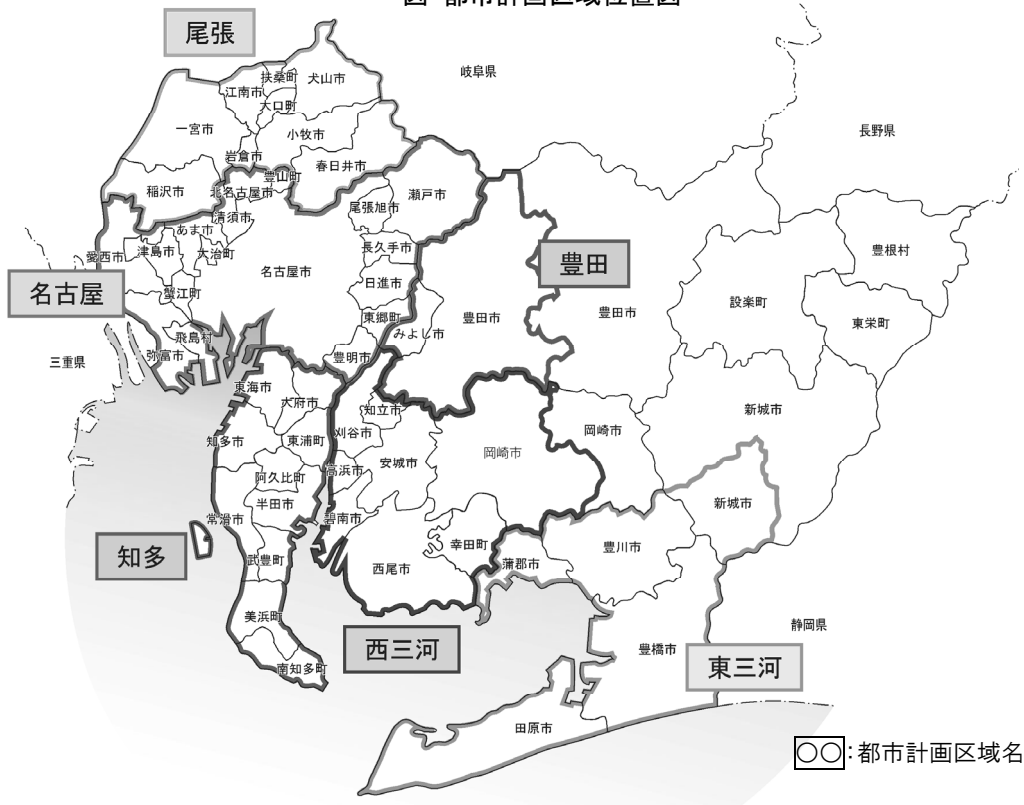 図 都市計画区域位置図
尾張
岐阜県
扶桑町
犬山市
江南市
大口町
一宮市
小牧市
長野県
岩倉市
春日井市
豊山町
稲沢市
北名古屋市
瀬戸市
尾張旭市
清須市
あま市
愛西市
津島市
大治町
長久手市
豊根村
名古屋市
豊田
日進市
名古屋
蟹江町
設楽町
豊田市
豊田市
東郷町
東栄町
みよし市
飛島村
弥富市
豊明市
三重県
東海市
大府市
知立市
新城市
刈谷市
岡崎市
知多市
東浦町
岡崎市
安城市
高浜市
阿久比町
半田市
新城市
常滑市
碧南市
幸田町
豊川市
知多
武豊町
蒲郡市
西尾市
美浜町
静岡県
西三河
豊橋市
南知多町
東三河
田原市
○○:都市計画区域名